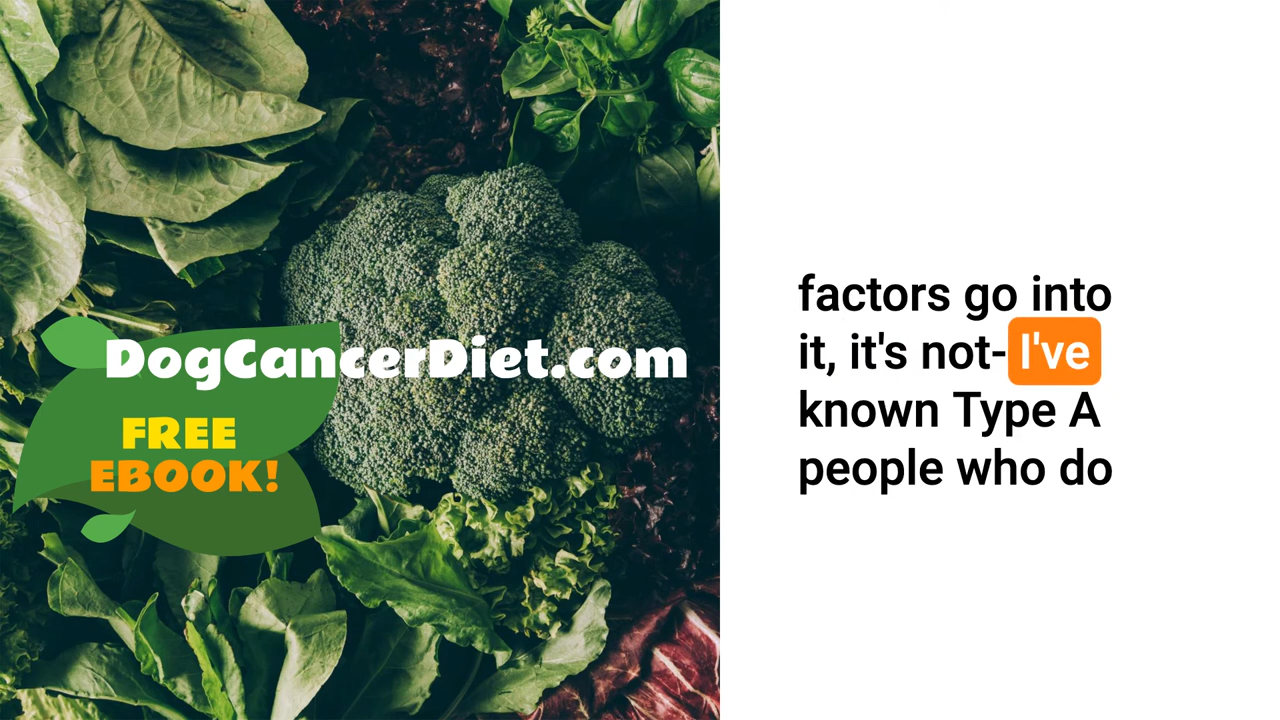 DogCancerDiet.com
FREE
EBOOK!
factors go into
it, it's not-I've
known Type A
people who do